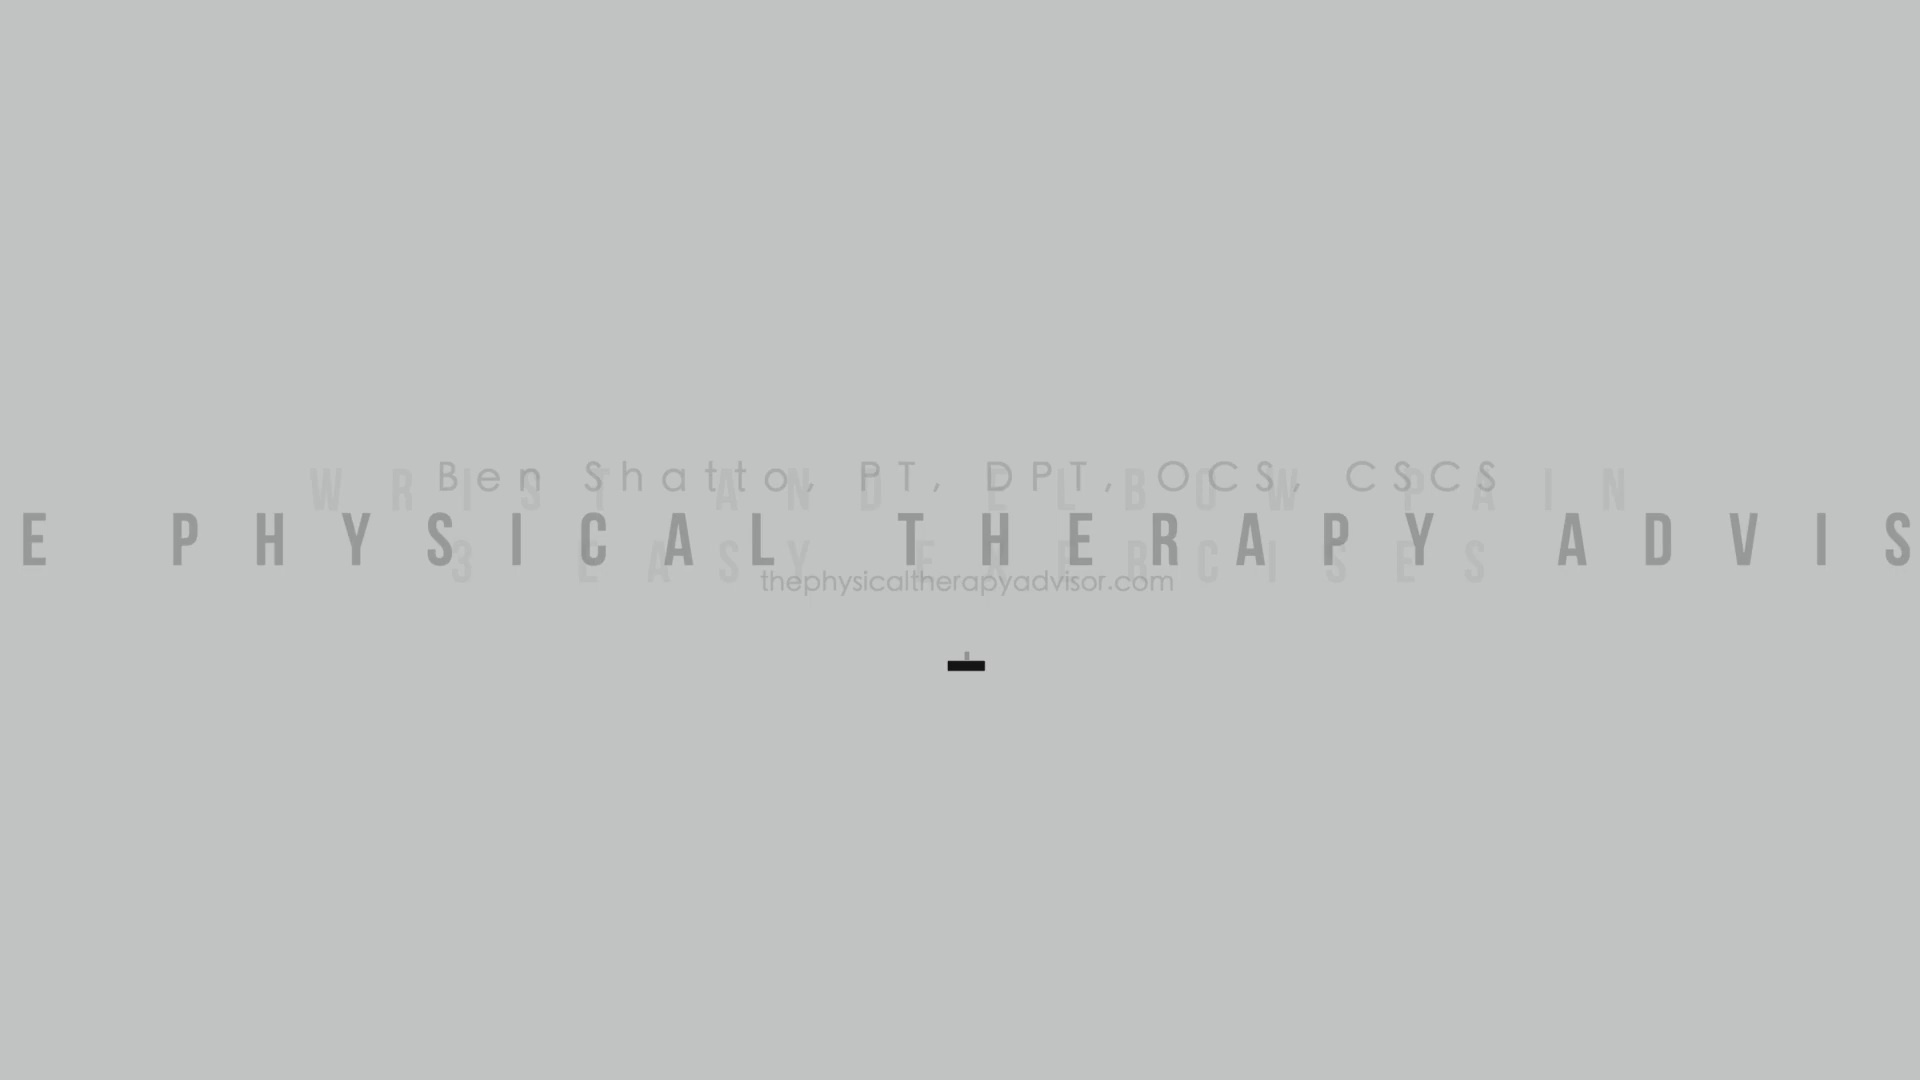 Ben Shatto, PT, DPT, OCS, CSCS
WRIST AND ELBOW PAIN
E PHYSICAL THERAPY ADVIS
3 EASY EXERCISES
thephysicaltherapyadvisor.com